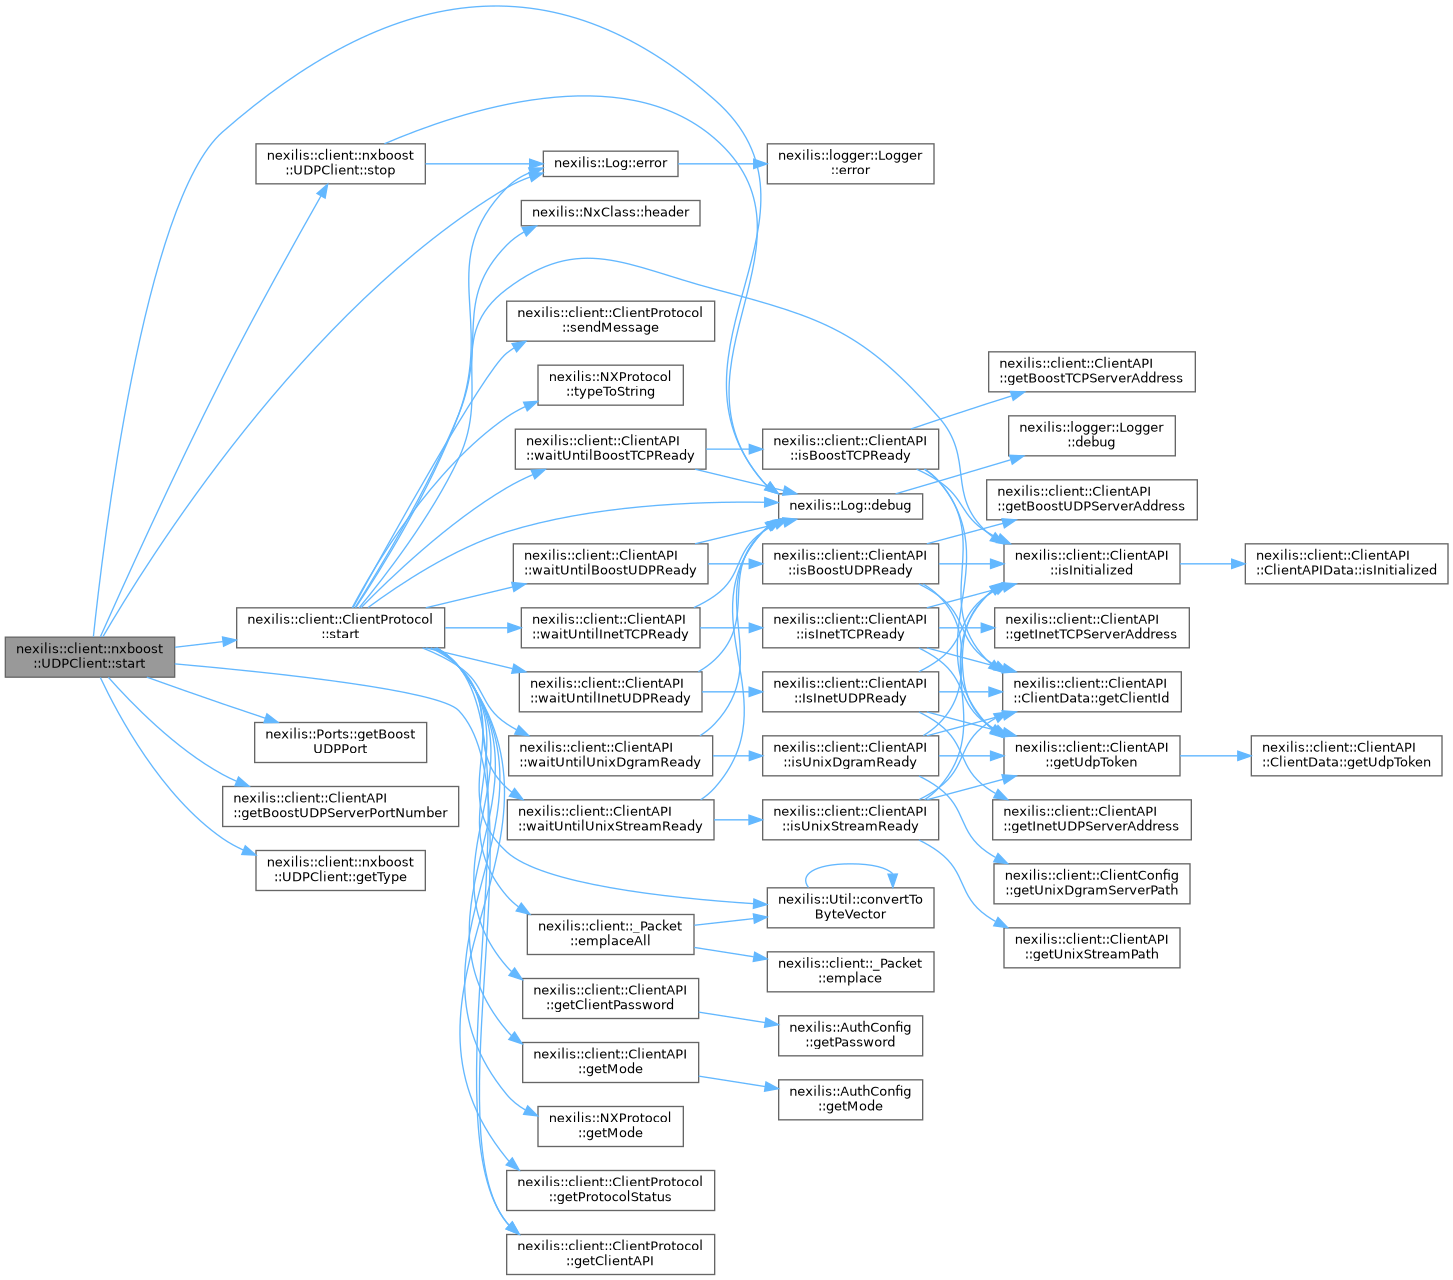 nexilis::client::nxboost
::UDPClient::start
nexilis::client::nxboost
::UDPClient::stop
nexilis::client::ClientProtocol
::start
nexilis::Ports::getBoost
UDPPort
nexilis::client::ClientAPI
::getBoostUDPServerPortNumber
nexilis::client::nxboost
::UDPClient::getType
nexilis::Log::error
nexilis::NxClass::header
nexilis::client::ClientProtocol
::sendMessage
nexilis::NXProtocol
::typeToString
nexilis::client::ClientAPI
::waitUntilBoostTCPReady
nexilis::client::ClientAPI
::waitUntilBoostUDPReady
nexilis::client::ClientAPI
::waitUntilInetTCPReady
nexilis::client::ClientAPI
::waitUntilInetUDPReady
nexilis::client::ClientAPI
::waitUntilUnixDgramReady
nexilis::client::ClientAPI
::waitUntilUnixStreamReady
nexilis::client::_Packet
::emplaceAll
nexilis::client::ClientAPI
::getClientPassword
nexilis::client::ClientAPI
::getMode
nexilis::NXProtocol
::getMode
nexilis::client::ClientProtocol
::getProtocolStatus
nexilis::client::ClientProtocol
::getClientAPI
nexilis::logger::Logger
::error
nexilis::client::ClientAPI
::isBoostTCPReady
nexilis::Log::debug
nexilis::client::ClientAPI
::isBoostUDPReady
nexilis::client::ClientAPI
::isInetTCPReady
nexilis::client::ClientAPI
::IsInetUDPReady
nexilis::client::ClientAPI
::isUnixDgramReady
nexilis::client::ClientAPI
::isUnixStreamReady
nexilis::Util::convertTo
ByteVector
nexilis::client::_Packet
::emplace
nexilis::AuthConfig
::getPassword
nexilis::AuthConfig
::getMode
nexilis::client::ClientAPI
::getBoostTCPServerAddress
nexilis::logger::Logger
::debug
nexilis::client::ClientAPI
::getBoostUDPServerAddress
nexilis::client::ClientAPI
::isInitialized
nexilis::client::ClientAPI
::getInetTCPServerAddress
nexilis::client::ClientAPI
::ClientData::getClientId
nexilis::client::ClientAPI
::getUdpToken
nexilis::client::ClientAPI
::getInetUDPServerAddress
nexilis::client::ClientConfig
::getUnixDgramServerPath
nexilis::client::ClientAPI
::getUnixStreamPath
nexilis::client::ClientAPI
::ClientAPIData::isInitialized
nexilis::client::ClientAPI
::ClientData::getUdpToken